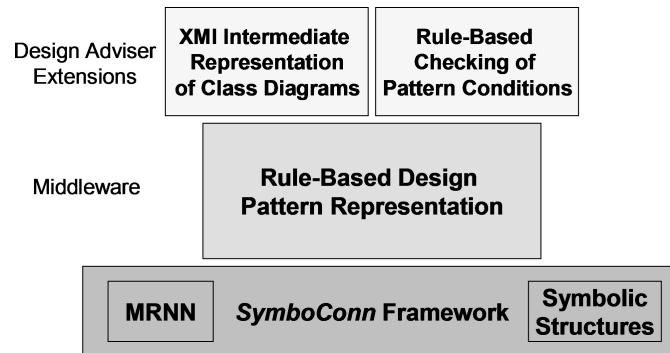 Design Adviser
Extensions
XMI Intermediate
Representation
of Class Diagrams
Rule-Based
Checking of
Pattern Conditions
Middleware
Rule-Based Design
Pattern Representation
MRNN
SymboConn Framework
Symbolic
Structures